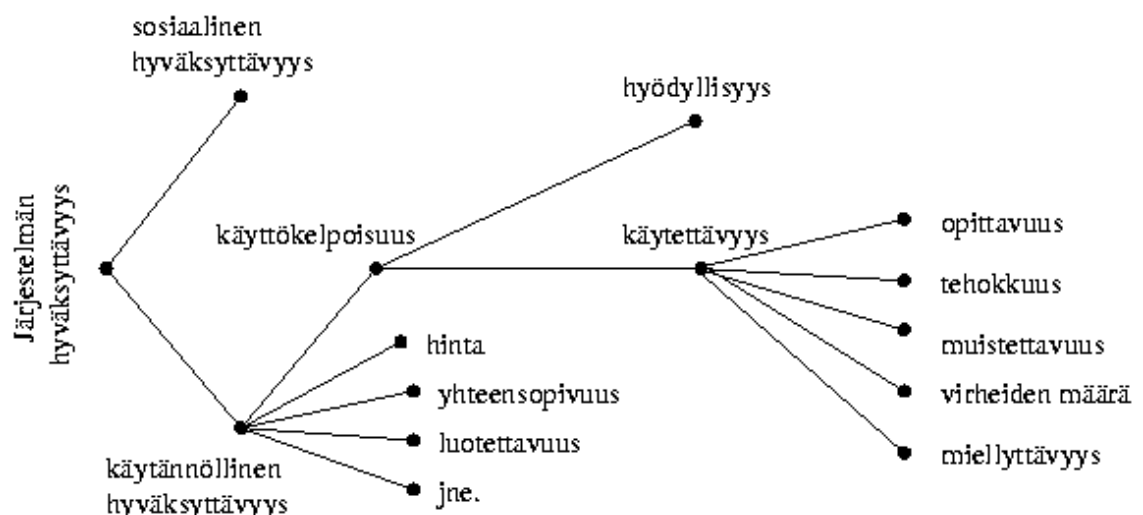 sosiaalinen
hyväksyttävyys
hyödyllisyys
Järjestelmän
hyväksyttävyys
käyttökelpoisuus
käytettävyys
opittavuus
tehokkuus
muistettavuus
virheiden määrä
miellyttävyys
hinta
yhteensopivuus
luotettavuus
jne.
käytännöllinen
hyväksyttävyys